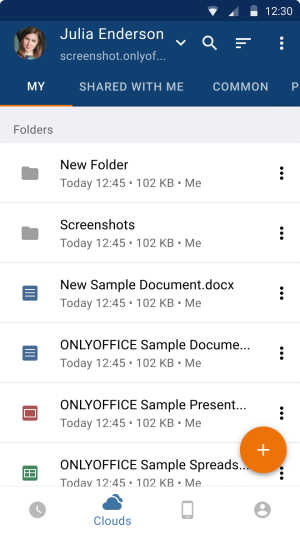 12:30
Julia Enderson
screenshot.onlyof...
MY SHARED WITH ME COMMON P
Folders
New Folder
Today 12:45 • 102 KB • Me
Screenshots
Today 12:45 • 102 KB • Me
New Sample Document.docx
Today 12:45 • 102 KB • Me
ONLYOFFICE Sample Docume...
Today 12:45 • 102 KB • Me
ONLYOFFICE Sample Present...
Today 12:45 • 102 KB • Me
ONLYOFFICE Sample Spreads...
Today 12:45 • 102 KB • Me
Clouds